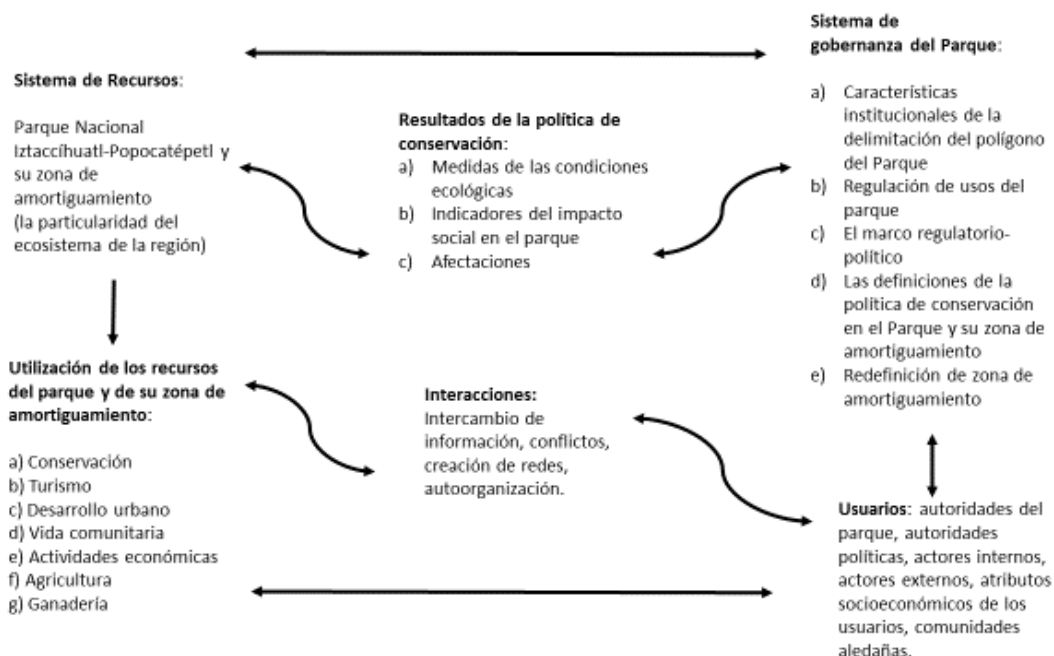 Sistema de Recursos:
Parque Nacional
Iztaccíhuatl-Popocatépetl y
su zona de
amortiguamiento
(la particularidad del
ecosistema de la región)
Resultados de la política de
conservación:
a) Medidas de las condiciones
ecológicas
b) Indicadores del impacto
social en el parque
c) Afectaciones
Sistema de
gobernanza del Parque:
a) Características
institucionales de la
delimitación del polígono
del Parque
b) Regulación de usos del
parque
c) El marco regulatorio-
político
d) Las definiciones de la
política de conservación
en el Parque y su zona de
amortiguamiento
e) Redefinición de zona de
amortiguamiento
Utilización de los recursos
del parque y de su zona de
amortiguamiento:
a) Conservación
b) Turismo
c) Desarrollo urbano
d) Vida comunitaria
e) Actividades económicas
f) Agricultura
g) Ganadería
Interacciones:
Intercambio de
información, conflictos,
creación de redes,
autoorganización.
Usuarios: autoridades del
parque, autoridades
políticas, actores internos,
actores externos, atributos
socioeconómicos de los
usuarios, comunidades
aledañas.